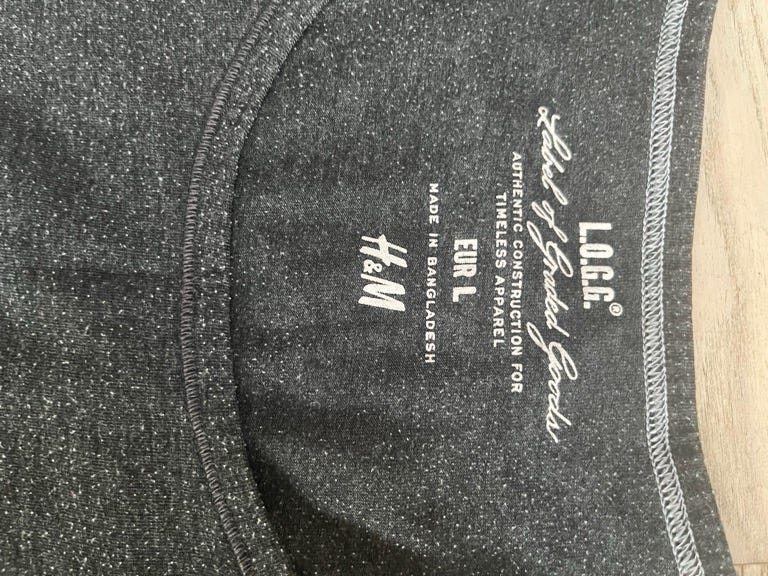 L.O.G.G.®
Label of Graded Goods
AUTHENTIC CONSTRUCTION FOR
TIMELESS APPAREL
EUR L
MADE IN BANGLADESH
H&M